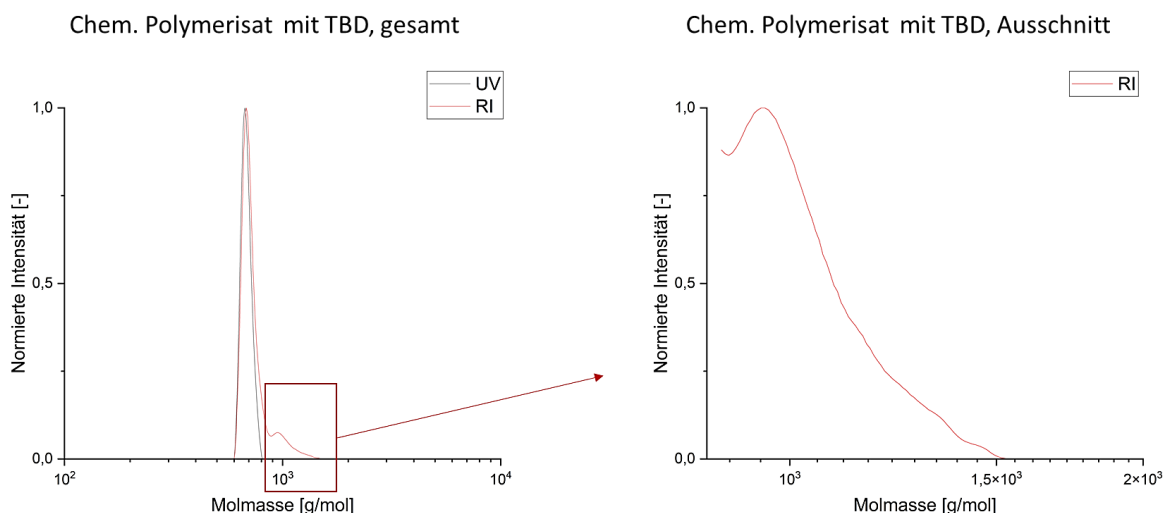 Chem. Polymerisat mit TBD, gesamt
UV
RI
1,0
0,5
0,0
Normierte Intensität [-]
10²
10³
10⁴
Molmasse [g/mol]
Chem. Polymerisat mit TBD, Ausschnitt
RI
1,0
0,5
0,0
Normierte Intensität [-]
10³
1,5×10³
2×10³
Molmasse [g/mol]